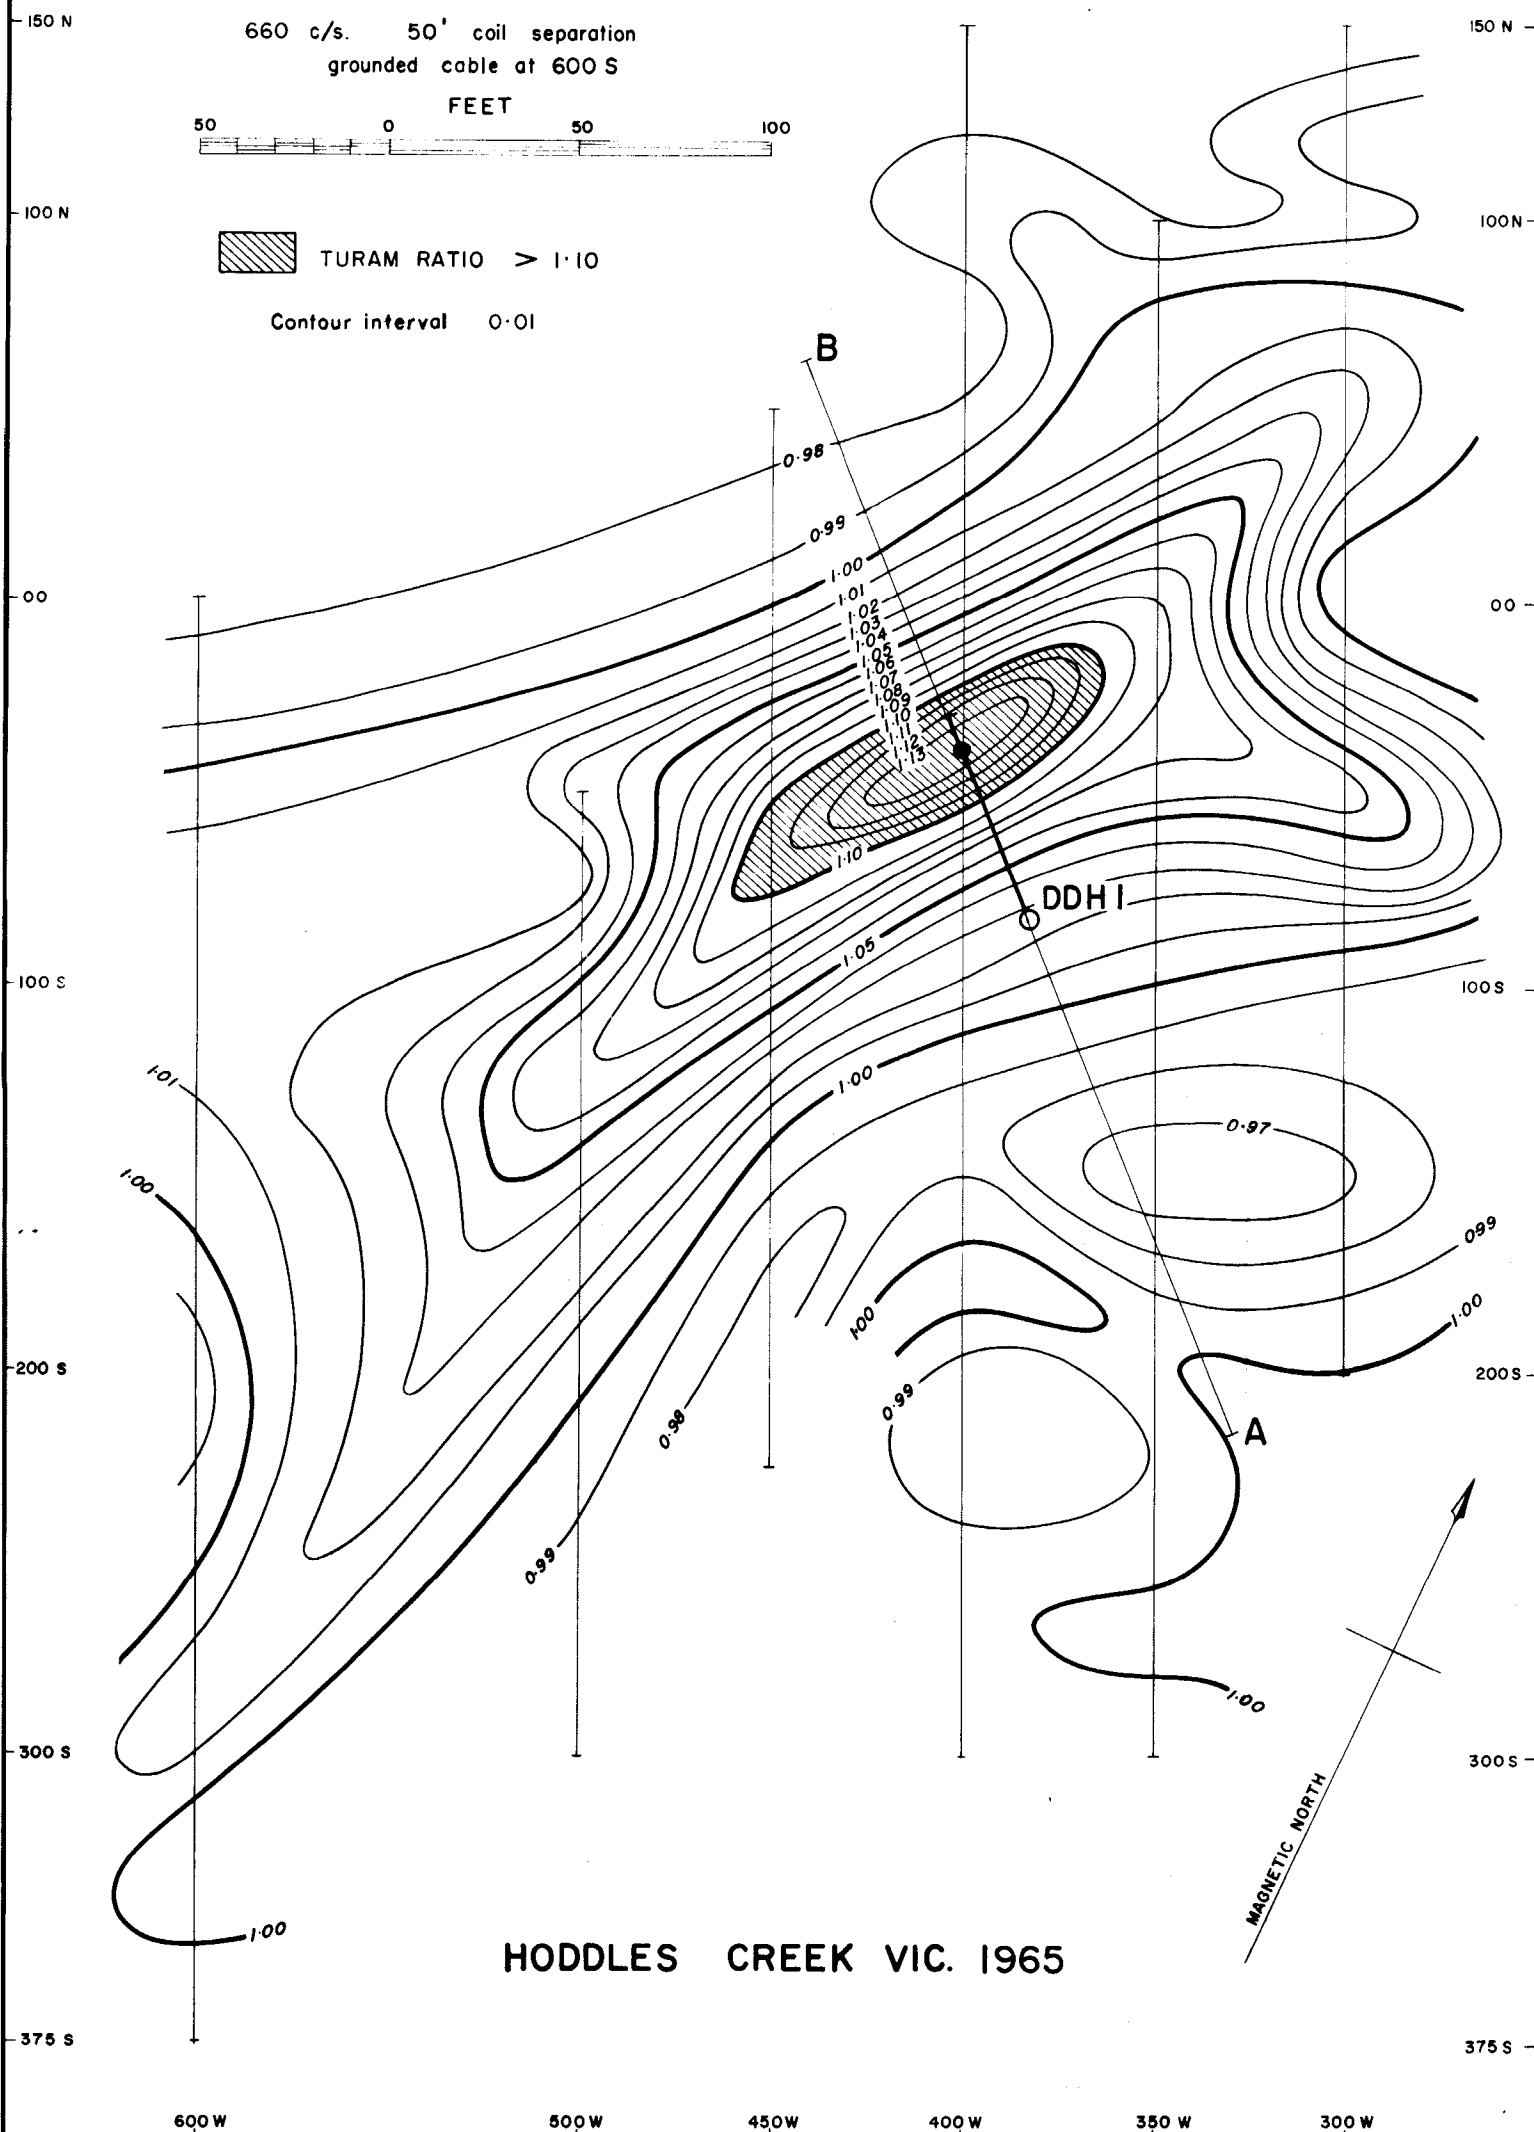 150 N
660 c/s. 50' coil separation
150 N
grounded cable at 600 S
FEET
50 0 50 100
100 N
100 N
TURAM RATIO > 1·10
Contour interval 0·01
B
0·98
0·99
1·00
1·01
1·02
1·03
1·04
1·05
1·06
1·07
1·08
1·09
1·10
1·12
1·13
00
00
1·10
DDH 1
1·05
100 S
100 S
1·01
1·00
0·97
1·00
099
1·00
1·00
200 S
200 S
0·99
0·98
A
0·99
1·00
300 S
300 S
MAGNETIC NORTH
1·00
HODDLES CREEK VIC. 1965
375 S
375 S
600 W 500 W 450 W 400 W 350 W 300 W